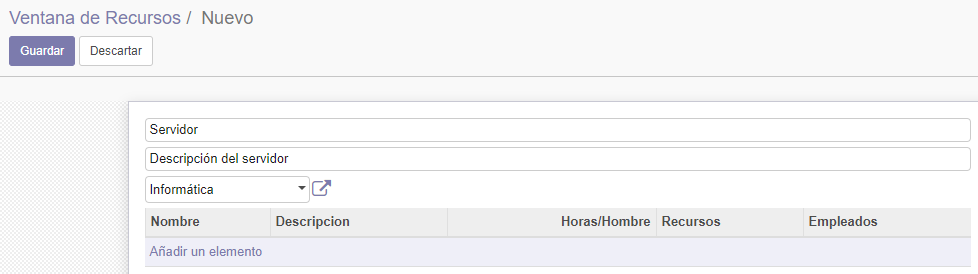 Ventana de Recursos / Nuevo
Guardar Descartar
Servidor
Descripción del servidor
Informática
Nombre Descripcion Horas/Hombre Recursos Empleados
Añadir un elemento